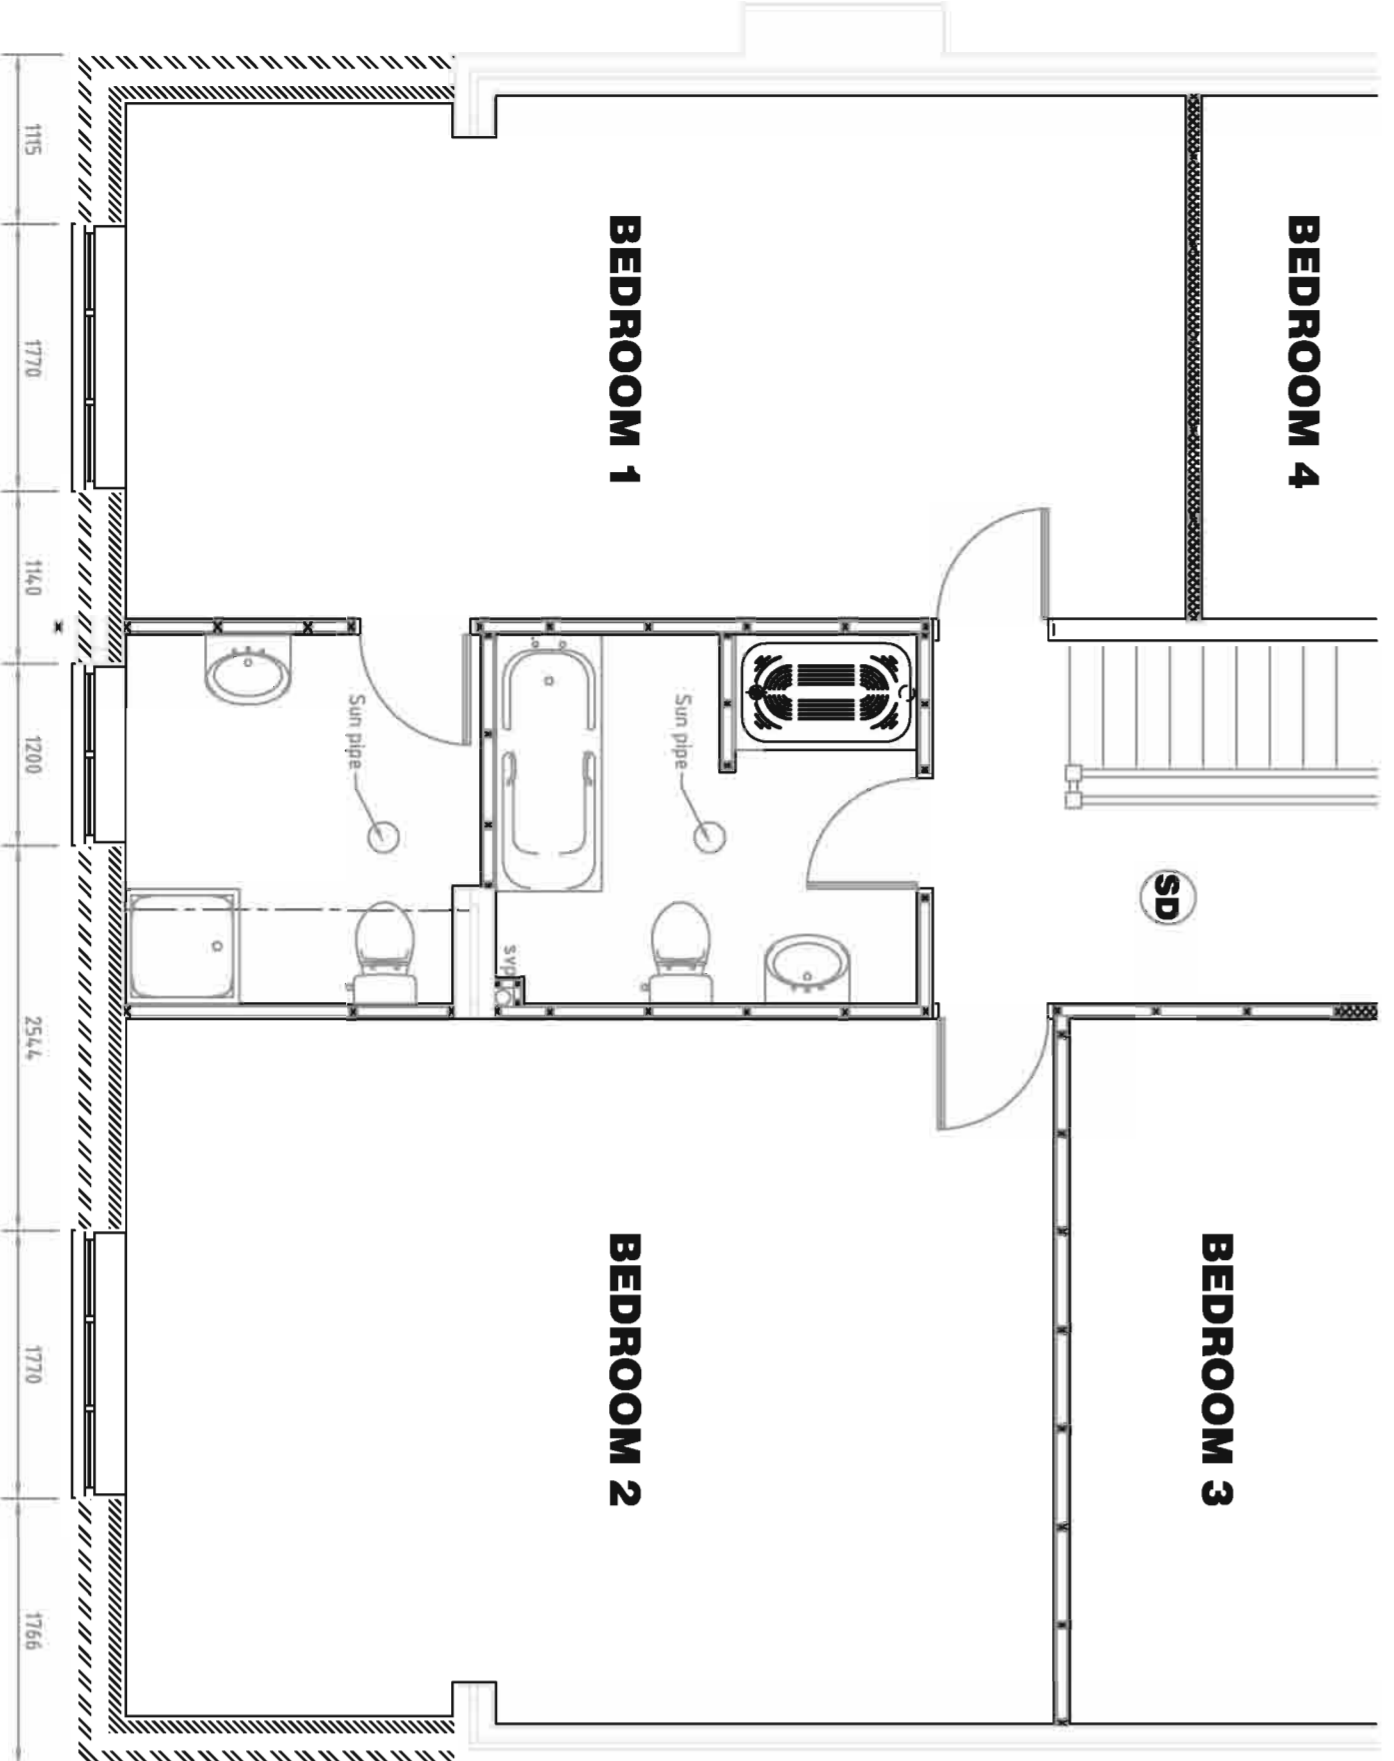 BEDROOM 4
BEDROOM 3
SD
BEDROOM 1
BEDROOM 2
Sun pipe
svp
Sun pipe
1115
1770
1140
1200
2544
1770
1766